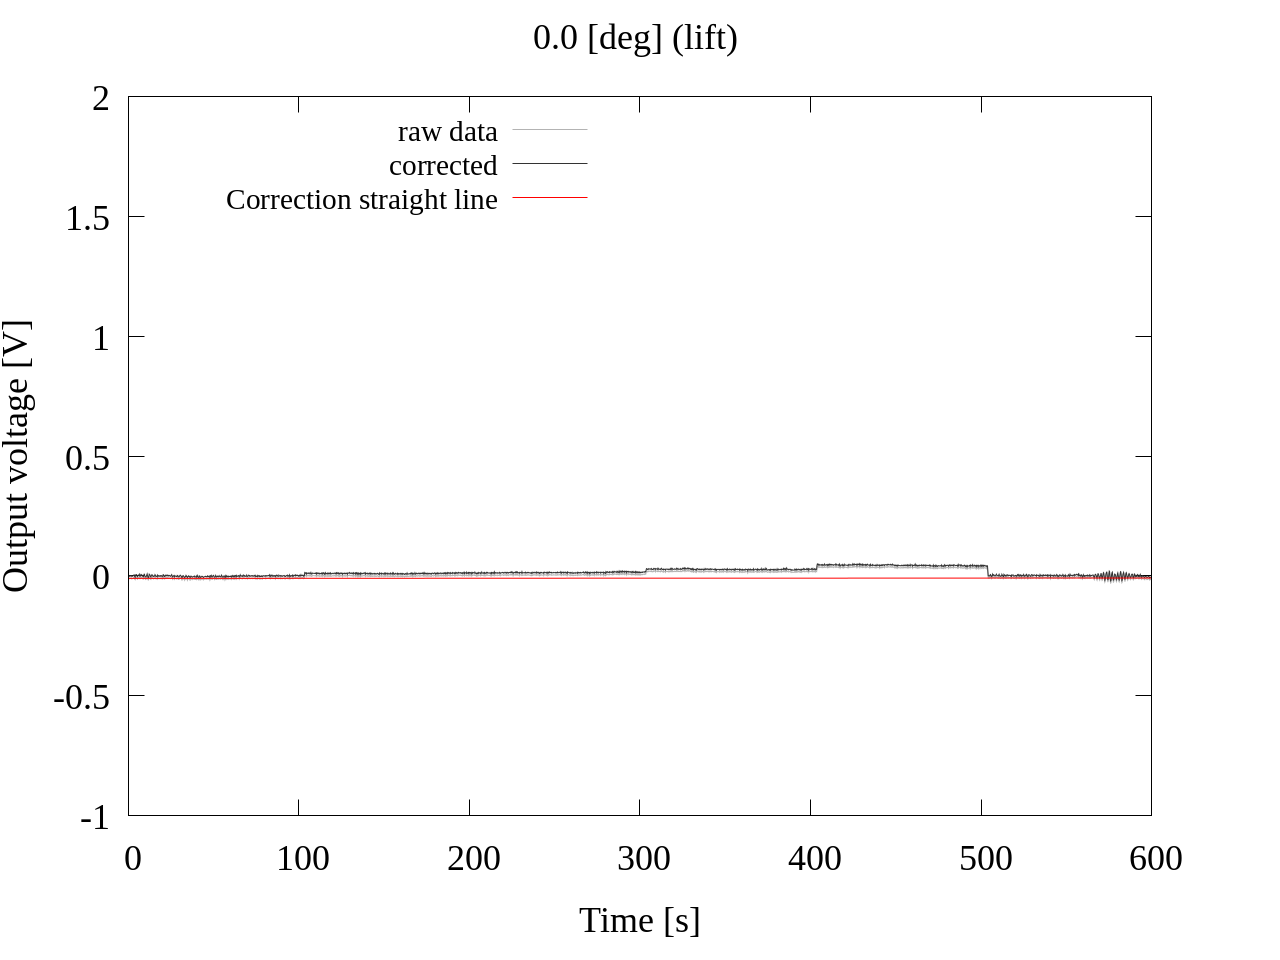 0.0 [deg] (lift)
2
1.5
1
0.5
0
-0.5
-1
Output voltage [V]
raw data
corrected
Correction straight line
0 100 200 300 400 500 600
Time [s]